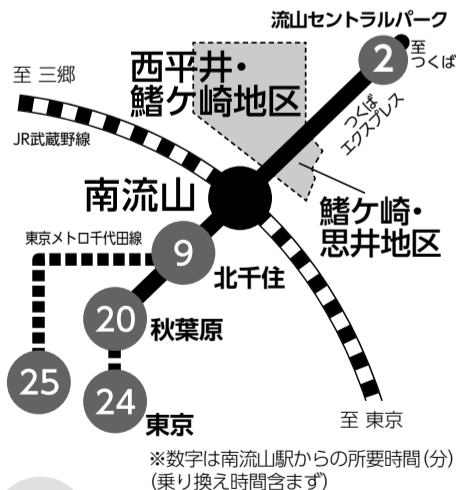 流山セントラルパーク
2
至
つくば
至 三郷
西平井・
鰭ケ崎地区
つくば
エクスプレス
JR武蔵野線
南流山
鰭ケ崎・
思井地区
東京メトロ千代田線
9
北千住
20
秋葉原
25
24
東京
至 東京
※数字は南流山駅からの所要時間(分)
(乗り換え時間含まず)